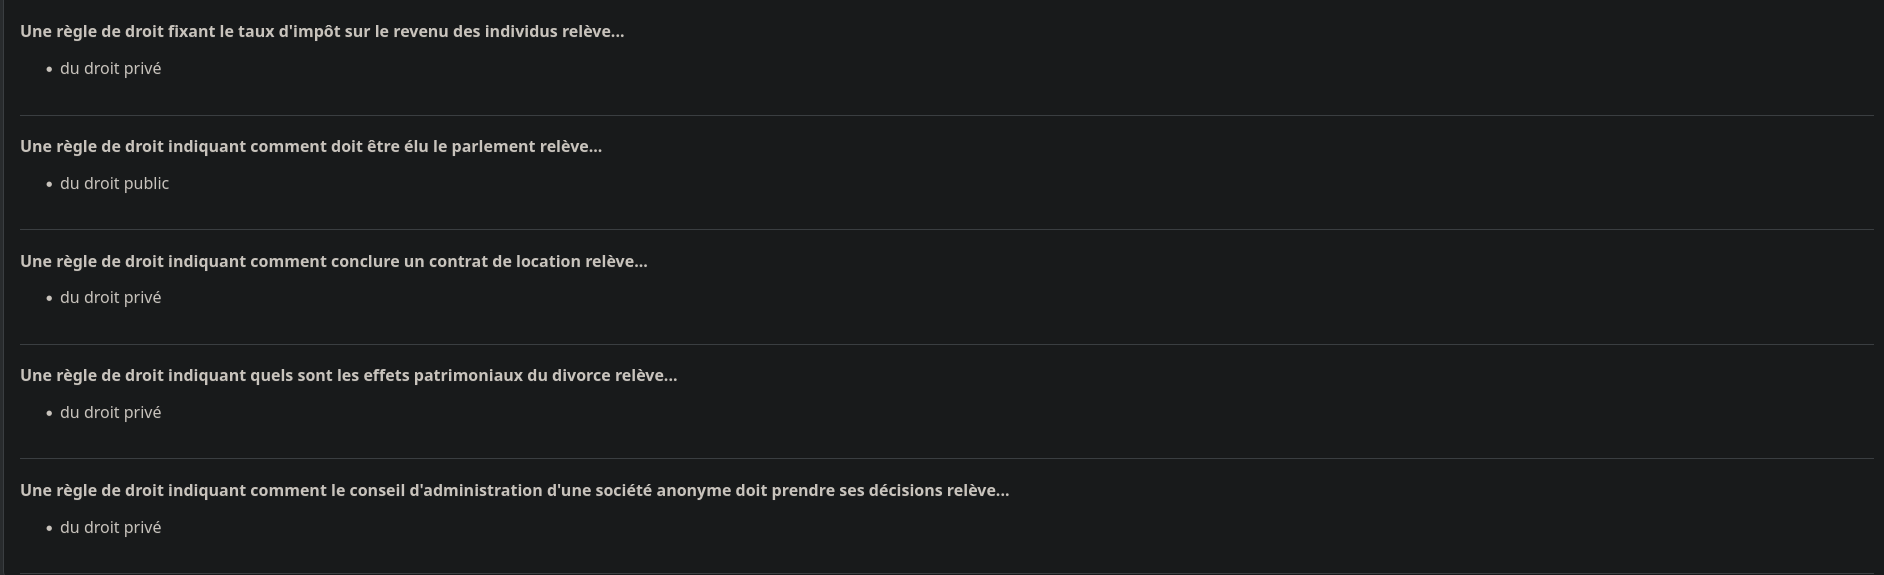 Une règle de droit fixant le taux d'impôt sur le revenu des individus relève...
• du droit privé
Une règle de droit indiquant comment doit être élu le parlement relève...
• du droit public
Une règle de droit indiquant comment conclure un contrat de location relève...
• du droit privé
Une règle de droit indiquant quels sont les effets patrimoniaux du divorce relève...
• du droit privé
Une règle de droit indiquant comment le conseil d'administration d'une société anonyme doit prendre ses décisions relève...
• du droit privé